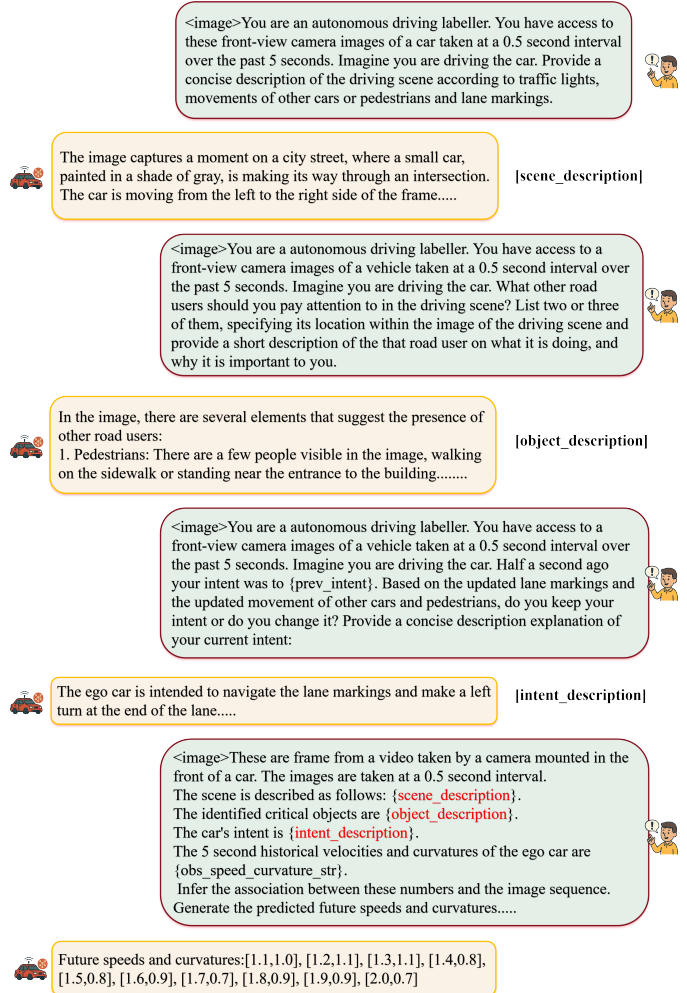 <image>You are an autonomous driving labeller. You have access to
these front-view camera images of a car taken at a 0.5 second interval
over the past 5 seconds. Imagine you are driving the car. Provide a
concise description of the driving scene according to traffic lights,
movements of other cars or pedestrians and lane markings.
The image captures a moment on a city street, where a small car,
painted in a shade of gray, is making its way through an intersection.
The car is moving from the left to the right side of the frame.....
[scene_description]
<image>You are a autonomous driving labeller. You have access to a
front-view camera images of a vehicle taken at a 0.5 second interval over
the past 5 seconds. Imagine you are driving the car. What other road
users should you pay attention to in the driving scene? List two or three
of them, specifying its location within the image of the driving scene and
provide a short description of the that road user on what it is doing, and
why it is important to you.
In the image, there are several elements that suggest the presence of
other road users:
1. Pedestrians: There are a few people visible in the image, walking
on the sidewalk or standing near the entrance to the building........
[object_description]
<image>You are a autonomous driving labeller. You have access to a
front-view camera images of a vehicle taken at a 0.5 second interval over
the past 5 seconds. Imagine you are driving the car. Half a second ago
your intent was to {prev_intent}. Based on the updated lane markings and
the updated movement of other cars and pedestrians, do you keep your
intent or do you change it? Provide a concise description explanation of
your current intent:
The ego car is intended to navigate the lane markings and make a left
turn at the end of the lane.....
[intent_description]
<image>These are frame from a video taken by a camera mounted in the
front of a car. The images are taken at a 0.5 second interval.
The scene is described as follows: {scene_description}.
The identified critical objects are {object_description}.
The car's intent is {intent_description}.
The 5 second historical velocities and curvatures of the ego car are
{obs_speed_curvature_str}.
Infer the association between these numbers and the image sequence.
Generate the predicted future speeds and curvatures.....
Future speeds and curvatures:[1.1,1.0], [1.2,1.1], [1.3,1.1], [1.4,0.8],
[1.5,0.8], [1.6,0.9], [1.7,0.7], [1.8,0.9], [1.9,0.9], [2.0,0.7]